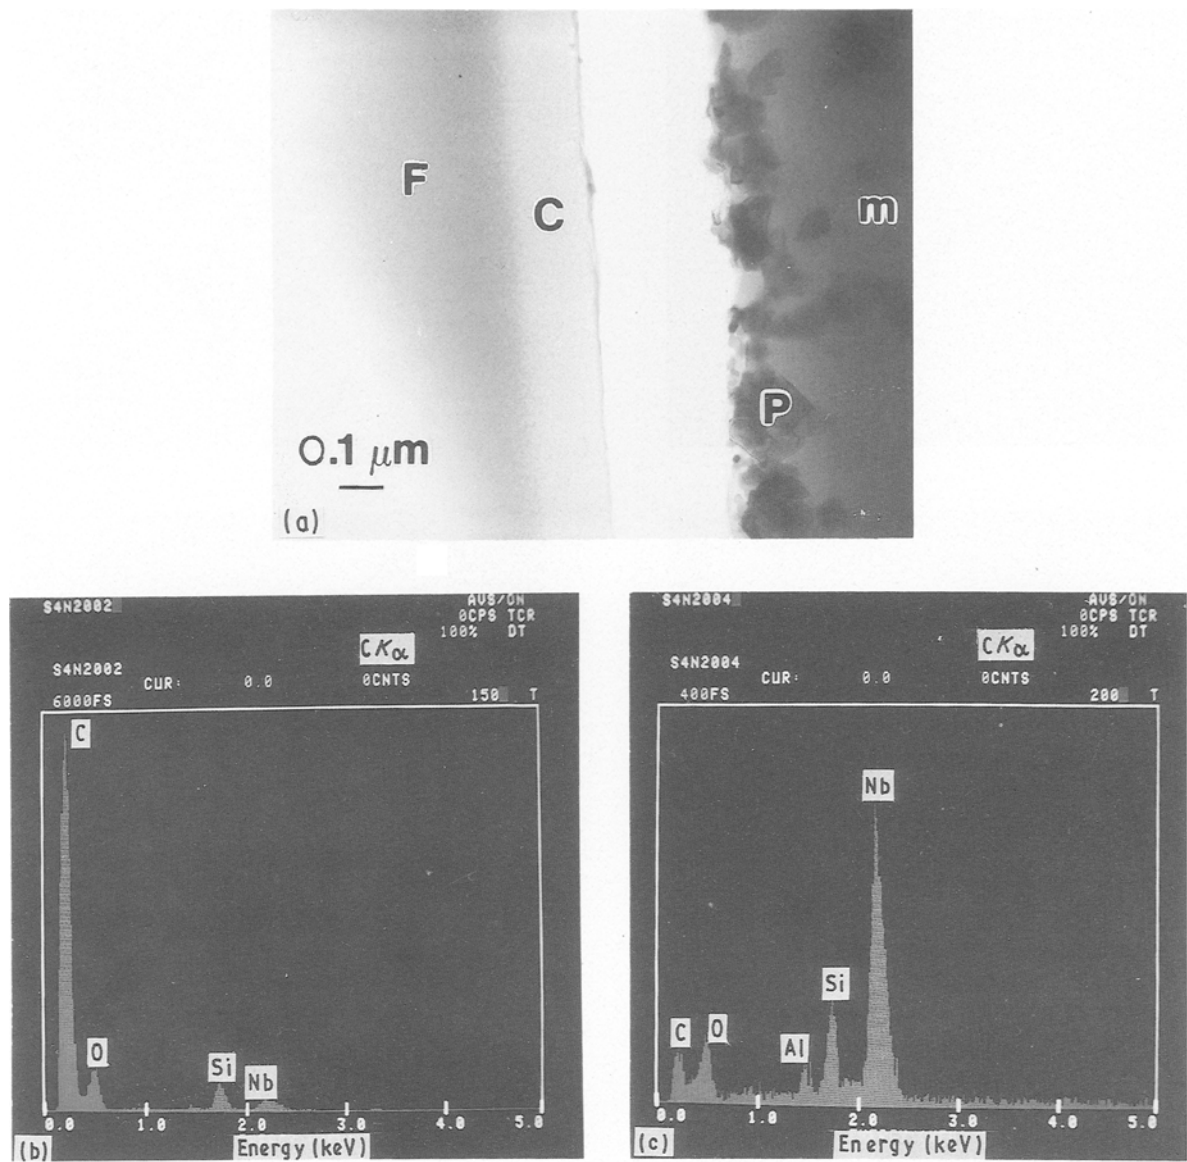 F
C
m
P
0.1 μm
(a)
S4N2002
AVS/ON
0CPS TCR
100% DT
CKα
S4N2002
CUR: 0.0 0CNTS
6000FS 150 T
C
O
Si
Nb
0.0 1.0 2.0 3.0 4.0 5.0
(b) Energy (keV)
S4N2004
AVS/ON
0CPS TCR
100% DT
CKα
S4N2004
CUR: 0.0 0CNTS
400FS 200 T
Nb
Si
C
O
Al
0.0 1.0 2.0 3.0 4.0 5.0
(c) Energy (keV)